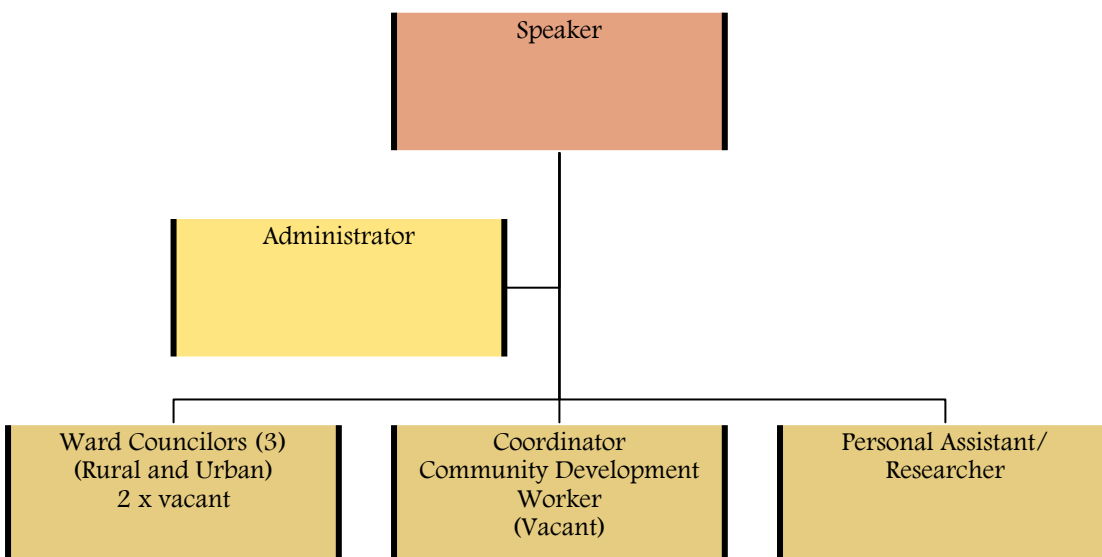 Speaker
Administrator
Ward Councilors (3)
(Rural and Urban)
2 x vacant
Coordinator
Community Development
Worker
(Vacant)
Personal Assistant/
Researcher